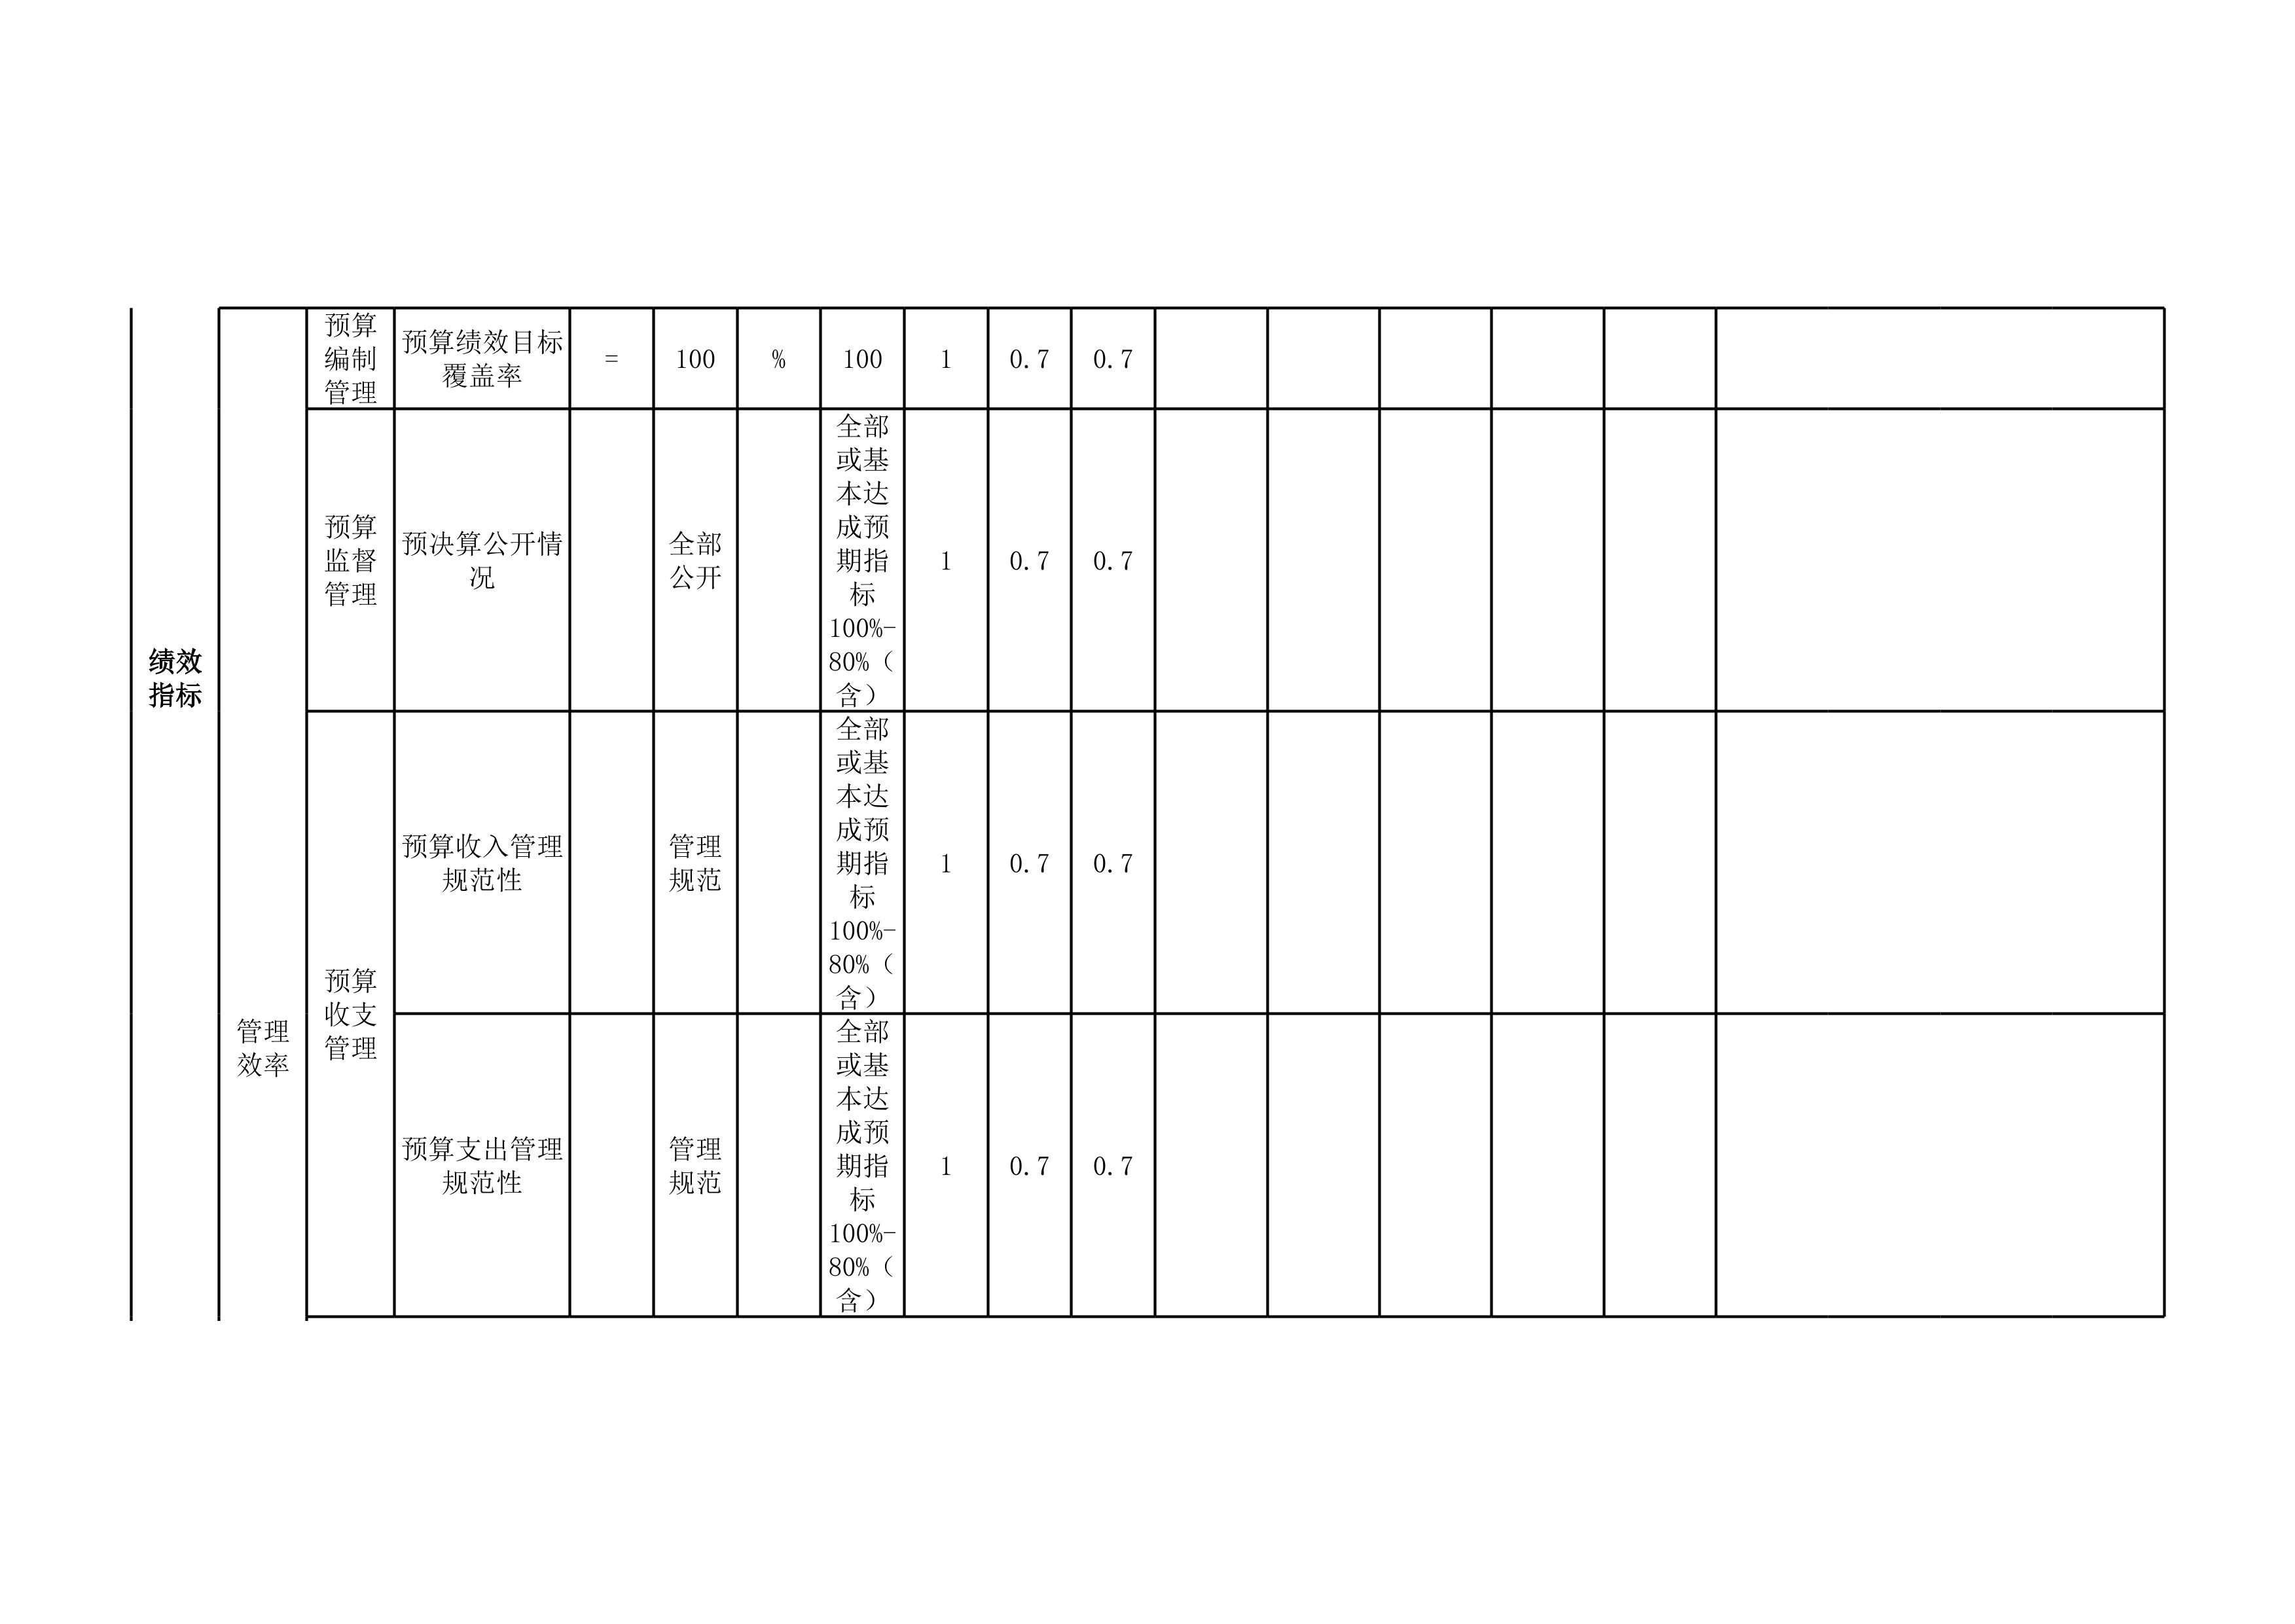 绩效
指标
管理
效率
预算
编制
管理
预算绩效目标
覆盖率
=
100
%
100
1
0.7
0.7
预算
监督
管理
预决算公开情
况
全部
公开
全部
或基
本达
成预
期指
标
100%-
80%（
含）
1
0.7
0.7
预算
收支
管理
预算收入管理
规范性
管理
规范
全部
或基
本达
成预
期指
标
100%-
80%（
含）
1
0.7
0.7
预算支出管理
规范性
管理
规范
全部
或基
本达
成预
期指
标
100%-
80%（
含）
1
0.7
0.7